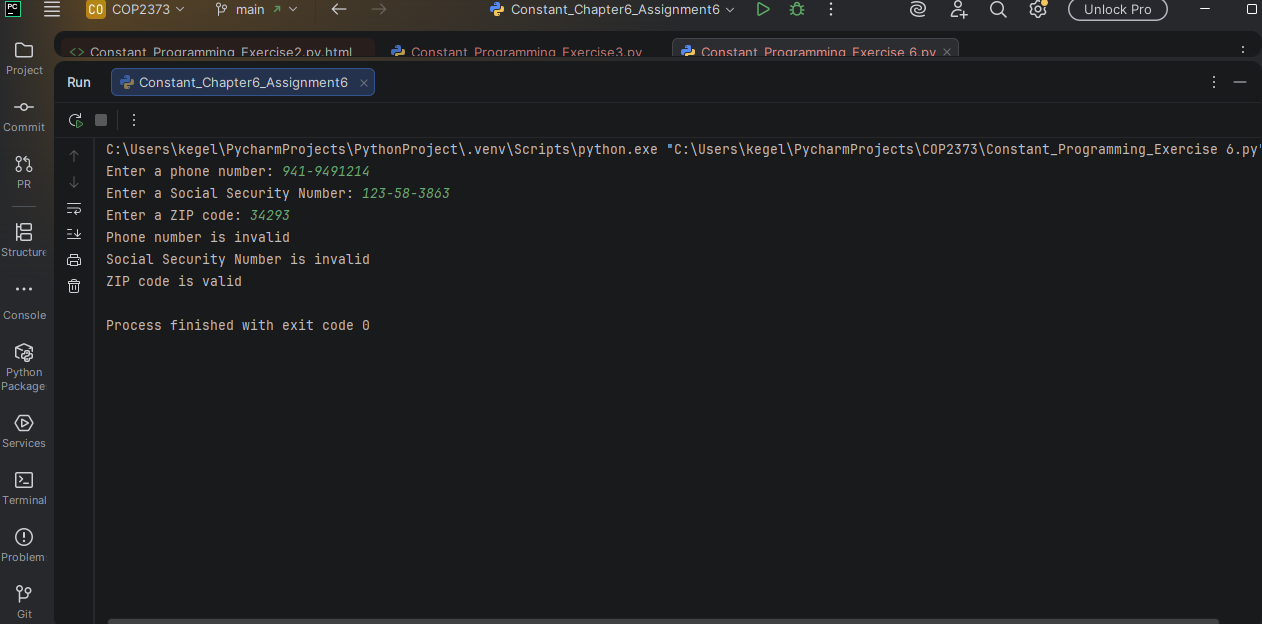 PC
CO COP2373 main Constant_Chapter6_Assignment6 Unlock Pro
Constant_Programming_Exercise2.py.html Constant_Programming_Exercise3.py Constant_Programming_Exercise 6.py
Project
Run Constant_Chapter6_Assignment6
Commit
PR
Structure
Console
Python
Package
Services
Terminal
Problem
Git
C:\Users\kegel\PycharmProjects\PythonProject\.venv\Scripts\python.exe "C:\Users\kegel\PycharmProjects\COP2373\Constant_Programming_Exercise 6.py"
Enter a phone number: 941-9491214
Enter a Social Security Number: 123-58-3863
Enter a ZIP code: 34293
Phone number is invalid
Social Security Number is invalid
ZIP code is valid
Process finished with exit code 0